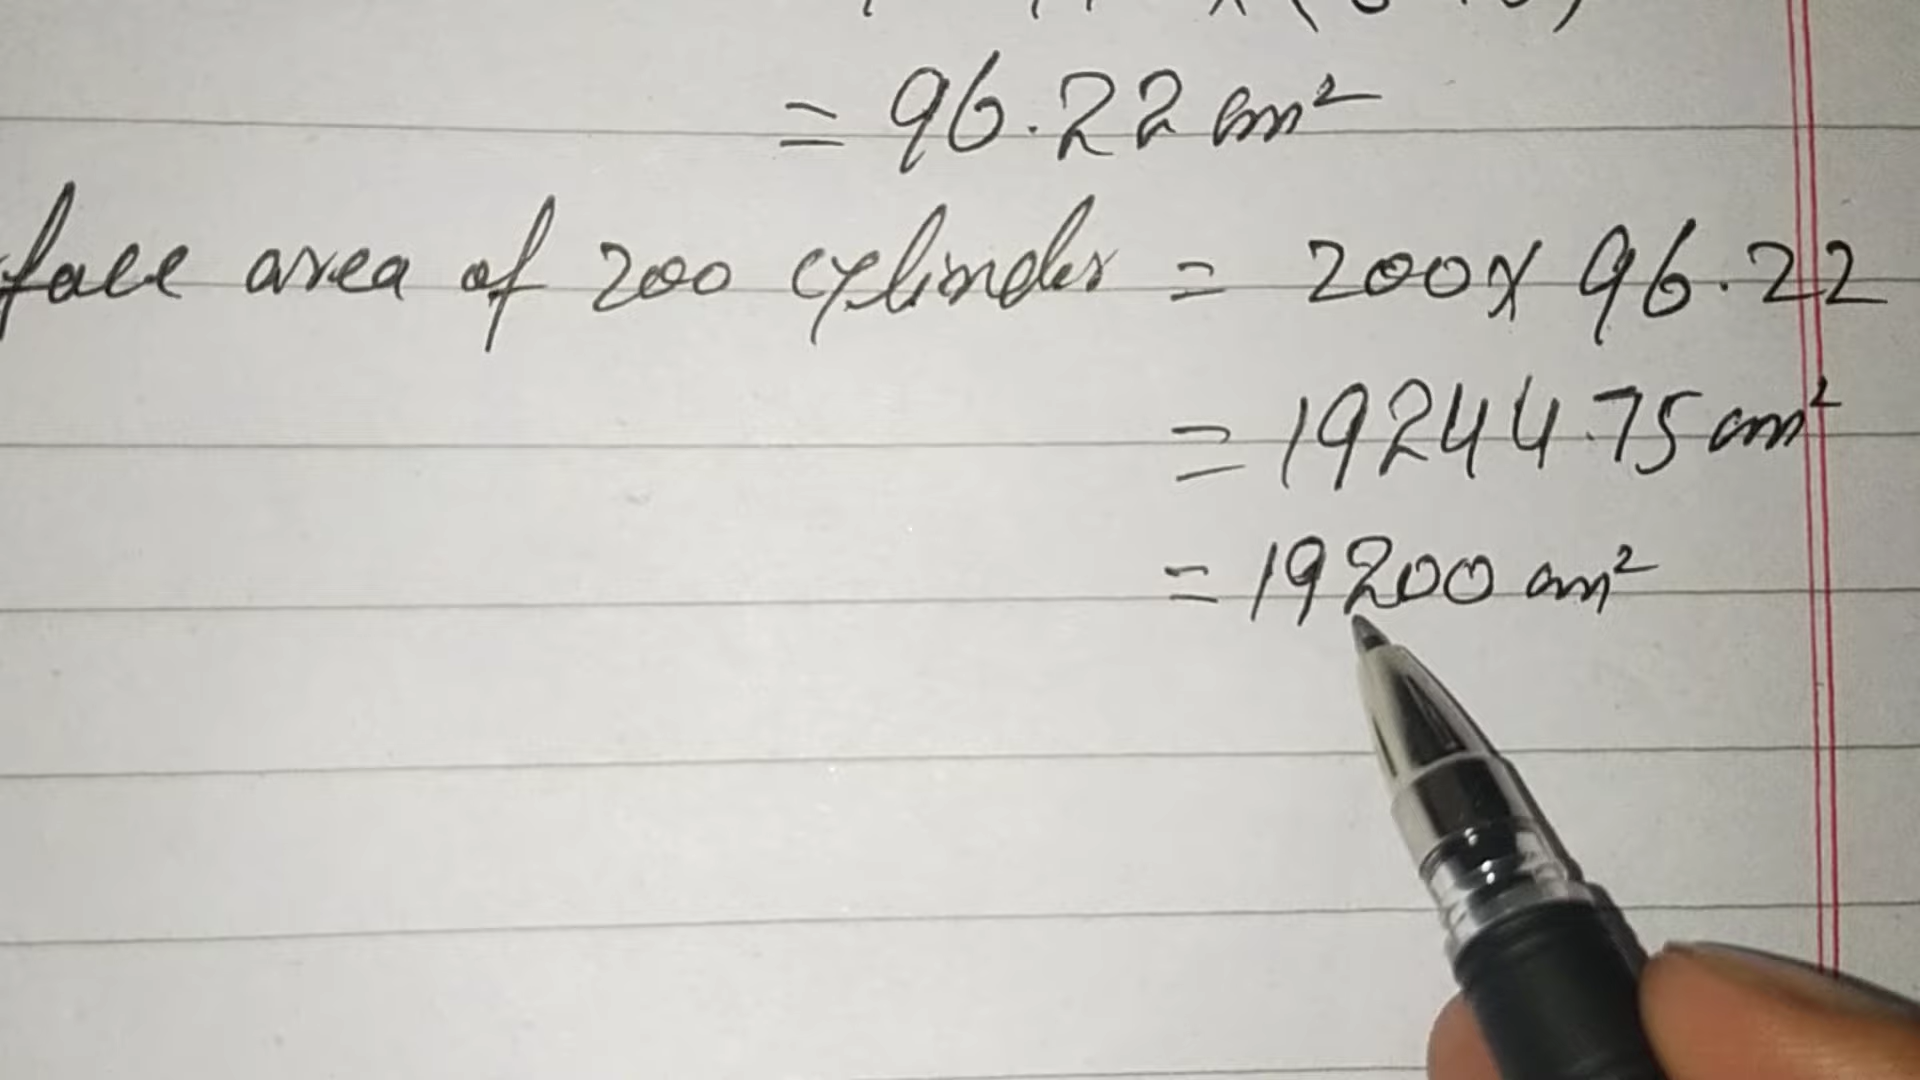 = 96.22 cm²
face area of 200 cylinder = 200 × 96.22
= 19244.75 cm²
= 19200 cm²